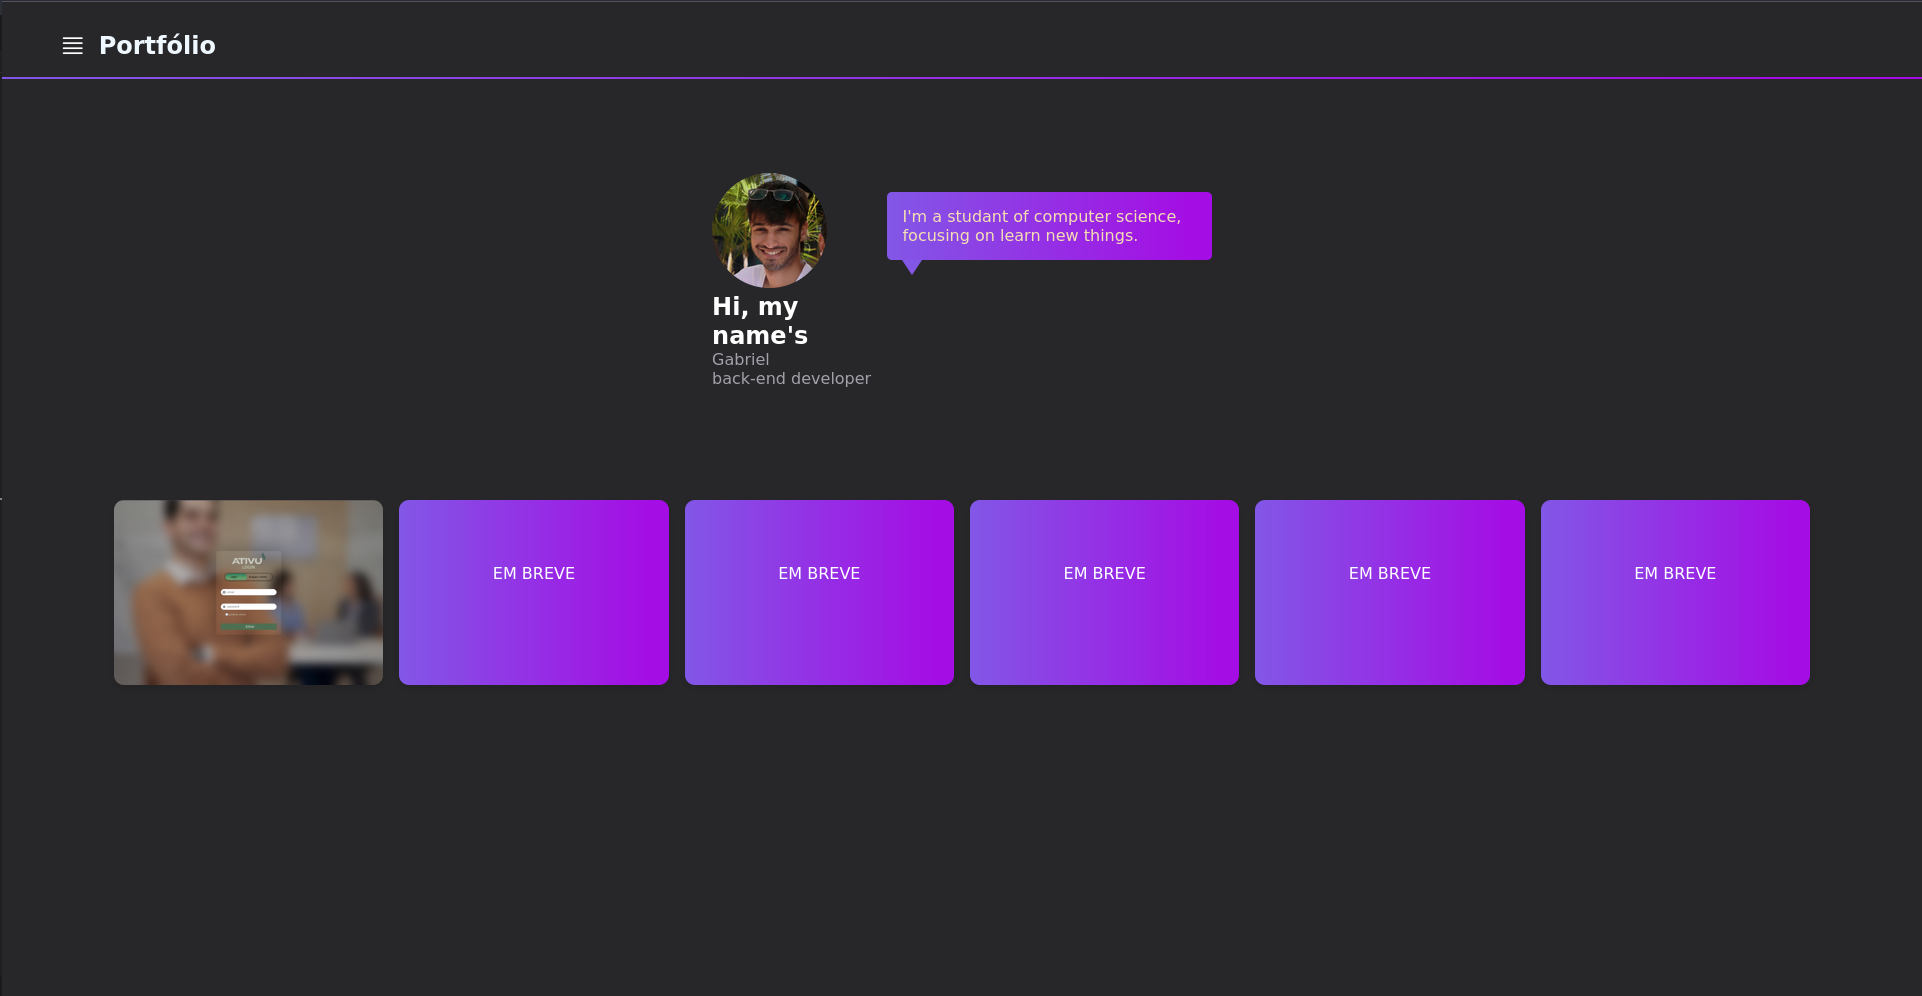 Portfólio
I'm a studant of computer science,
focusing on learn new things.
Hi, my
name's
Gabriel
back-end developer
ATIVU
LOGIN
EM BREVE
EM BREVE
EM BREVE
EM BREVE
EM BREVE